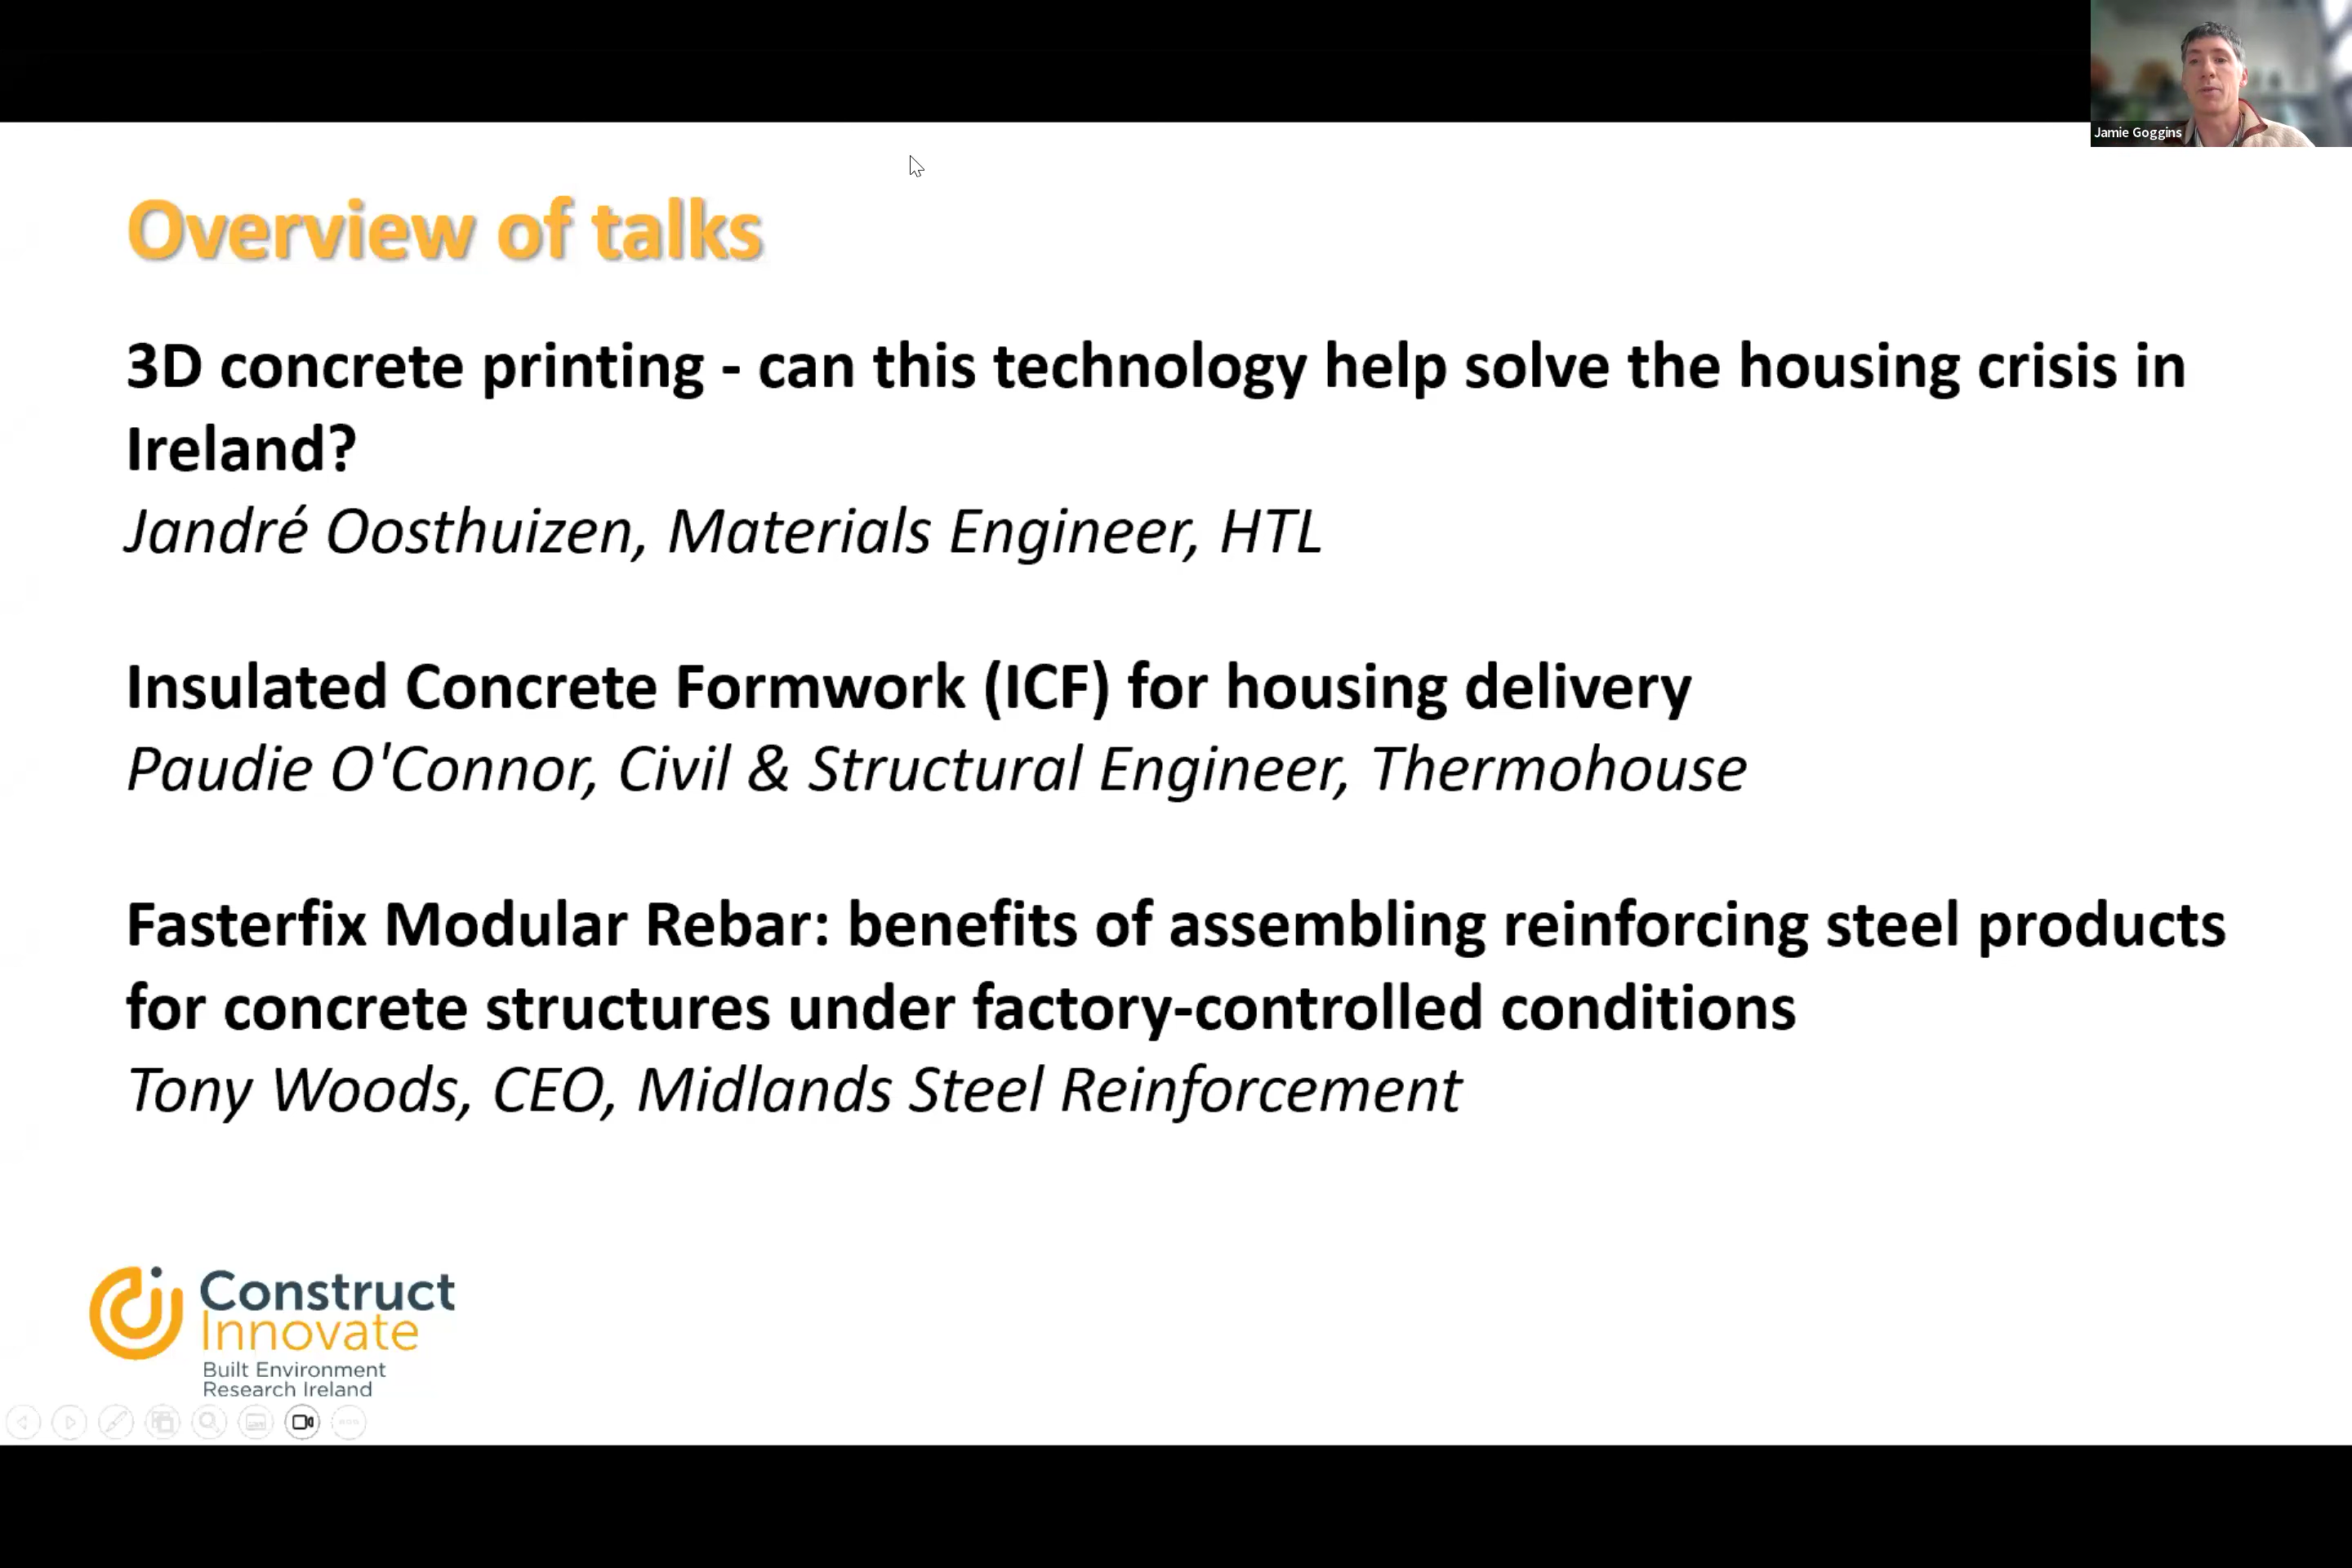 Jamie Goggins
Overview of talks
3D concrete printing - can this technology help solve the housing crisis in
Ireland?
Jandré Oosthuizen, Materials Engineer, HTL
Insulated Concrete Formwork (ICF) for housing delivery
Paudie O'Connor, Civil & Structural Engineer, Thermohouse
Fasterfix Modular Rebar: benefits of assembling reinforcing steel products
for concrete structures under factory-controlled conditions
Tony Woods, CEO, Midlands Steel Reinforcement
Construct
Innovate
Built Environment
Research Ireland